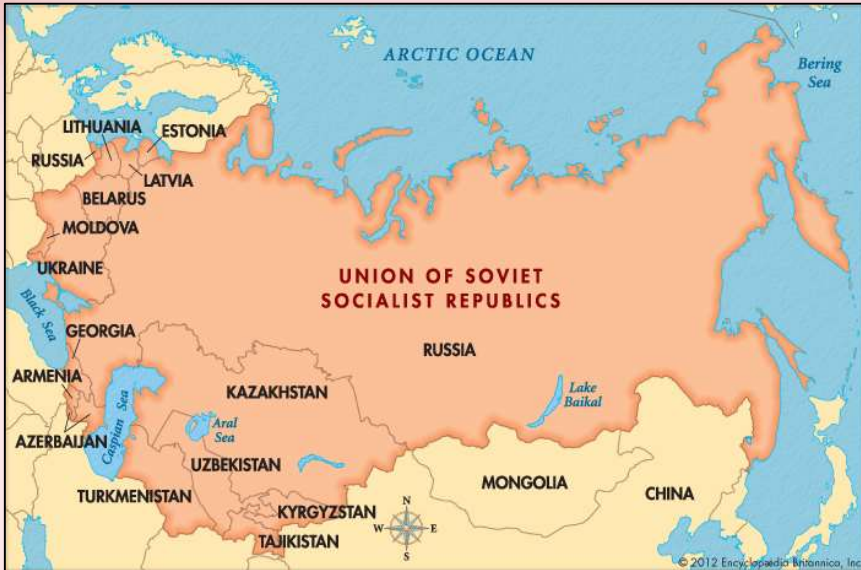 ARCTIC OCEAN
Bering
Sea
LITHUANIA
ESTONIA
RUSSIA
LATVIA
BELARUS
MOLDOVA
UKRAINE
UNION OF SOVIET
SOCIALIST REPUBLICS
Black Sea
GEORGIA
RUSSIA
ARMENIA
KAZAKHSTAN
Lake
Baikal
Caspian Sea
Aral
Sea
AZERBAIJAN
UZBEKISTAN
MONGOLIA
TURKMENISTAN
CHINA
KYRGYZSTAN
TAJIKISTAN
N
W
E
S
© 2012 Encyclopædia Britannica, Inc